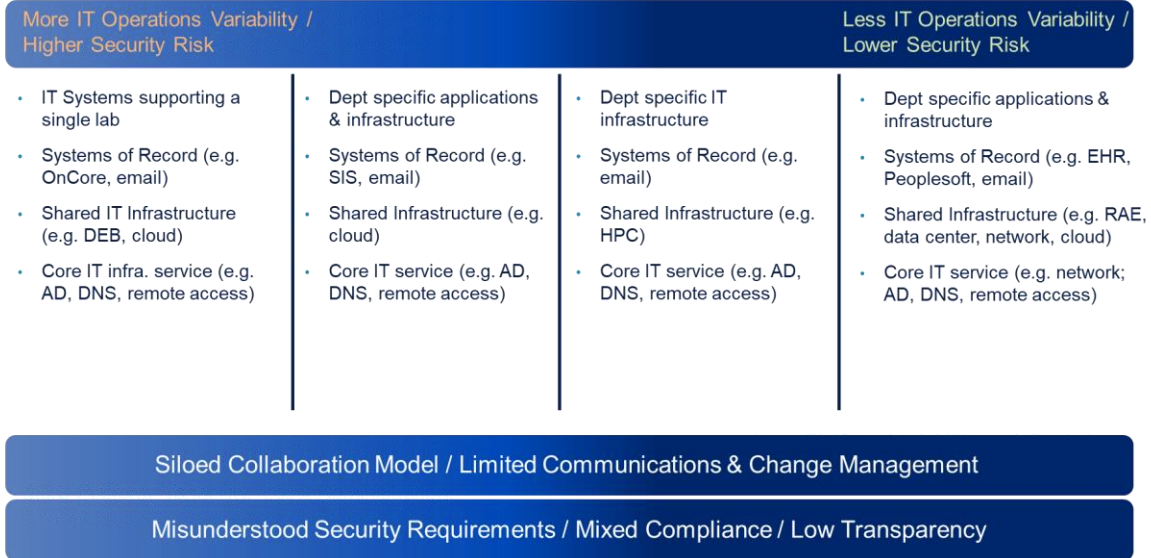 More IT Operations Variability /
Higher Security Risk
Less IT Operations Variability /
Lower Security Risk
• IT Systems supporting a
single lab
• Systems of Record (e.g.
OnCore, email)
• Shared IT Infrastructure
(e.g. DEB, cloud)
• Core IT infra. service (e.g.
AD, DNS, remote access)
• Dept specific applications
& infrastructure
• Systems of Record (e.g.
SIS, email)
• Shared Infrastructure (e.g.
cloud)
• Core IT service (e.g. AD,
DNS, remote access)
• Dept specific IT
infrastructure
• Systems of Record (e.g.
email)
• Shared Infrastructure (e.g.
HPC)
• Core IT service (e.g. AD,
DNS, remote access)
• Dept specific applications &
infrastructure
• Systems of Record (e.g. EHR,
Peoplesoft, email)
• Shared Infrastructure (e.g. RAE,
data center, network, cloud)
• Core IT service (e.g. network;
AD, DNS, remote access)
Siloed Collaboration Model / Limited Communications & Change Management
Misunderstood Security Requirements / Mixed Compliance / Low Transparency